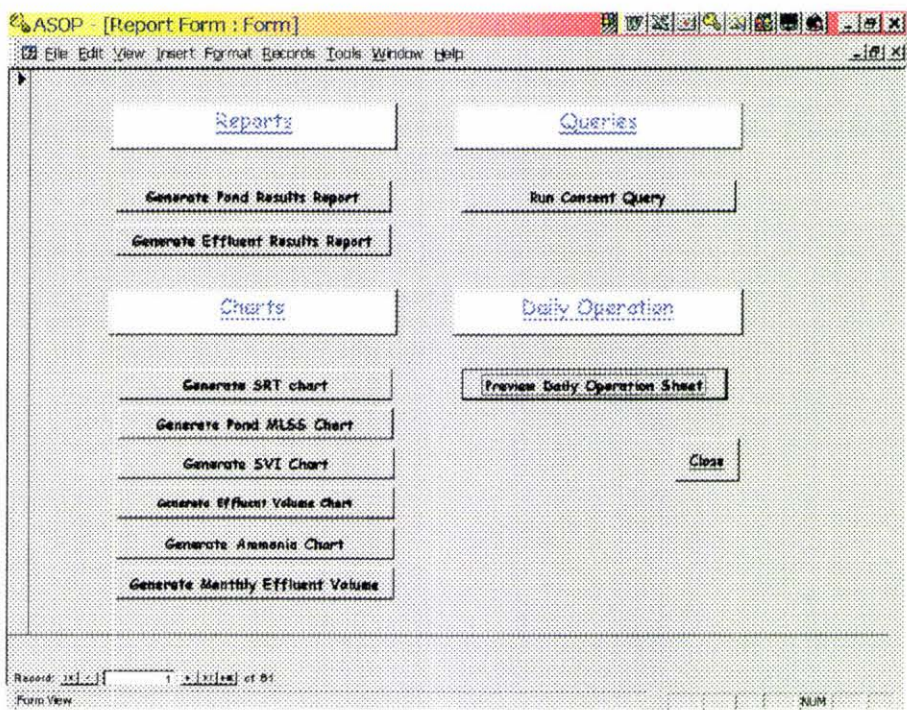 ASOP - [Report Form : Form]
File Edit View Insert Format Records Tools Window Help
Reports
Queries
Generate Pond Results Report
Run Consent Query
Generate Effluent Results Report
Charts
Daily Operation
Generate SRT chart
Preview Daily Operation Sheet
Generate Pond MLSS Chart
Generate SVI Chart
Close
Generate Effluent Volume Chart
Generate Ammonia Chart
Generate Monthly Effluent Volume
Record: 1 of 81
Form View
NUM